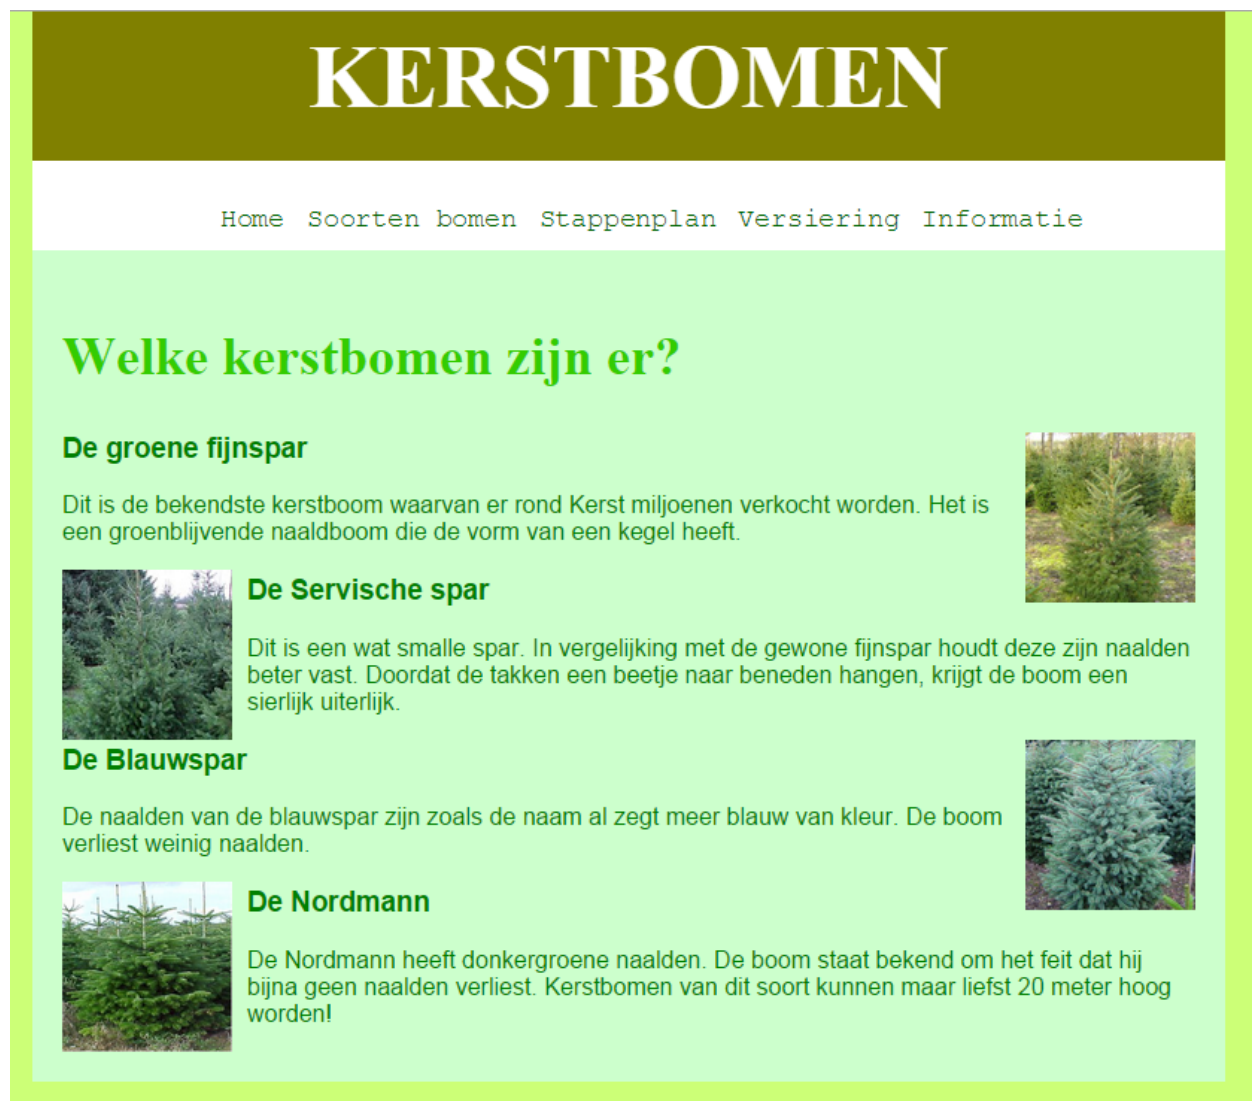 KERSTBOMEN
Home Soorten bomen Stappenplan Versiering Informatie
Welke kerstbomen zijn er?
De groene fijnspar
Dit is de bekendste kerstboom waarvan er rond Kerst miljoenen verkocht worden. Het is
een groenblijvende naaldboom die de vorm van een kegel heeft.
De Servische spar
Dit is een wat smalle spar. In vergelijking met de gewone fijnspar houdt deze zijn naalden
beter vast. Doordat de takken een beetje naar beneden hangen, krijgt de boom een
sierlijk uiterlijk.
De Blauwspar
De naalden van de blauwspar zijn zoals de naam al zegt meer blauw van kleur. De boom
verliest weinig naalden.
De Nordmann
De Nordmann heeft donkergroene naalden. De boom staat bekend om het feit dat hij
bijna geen naalden verliest. Kerstbomen van dit soort kunnen maar liefst 20 meter hoog
worden!